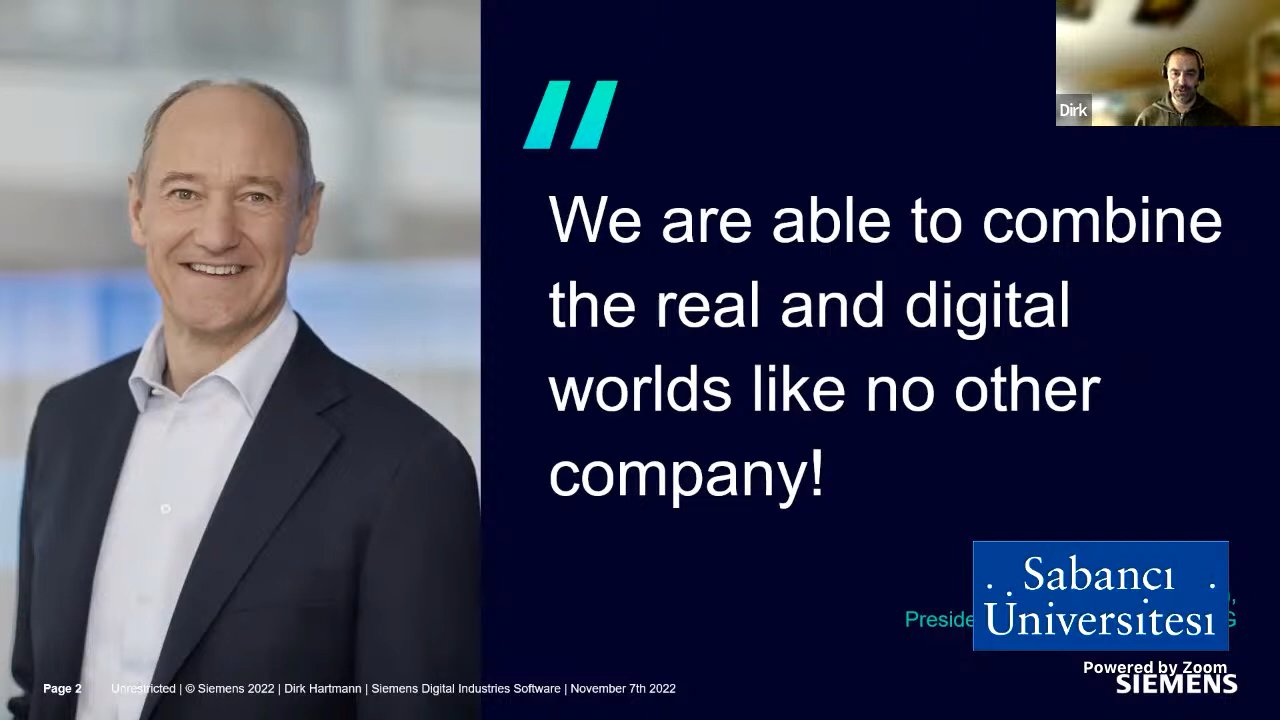 Dirk
We are able to combine
the real and digital
worlds like no other
company!
Sabancı
Üniversitesi
Page 2 Unrestricted | © Siemens 2022 | Dirk Hartmann | Siemens Digital Industries Software | November 7th 2022
Powered by Zoom
SIEMENS